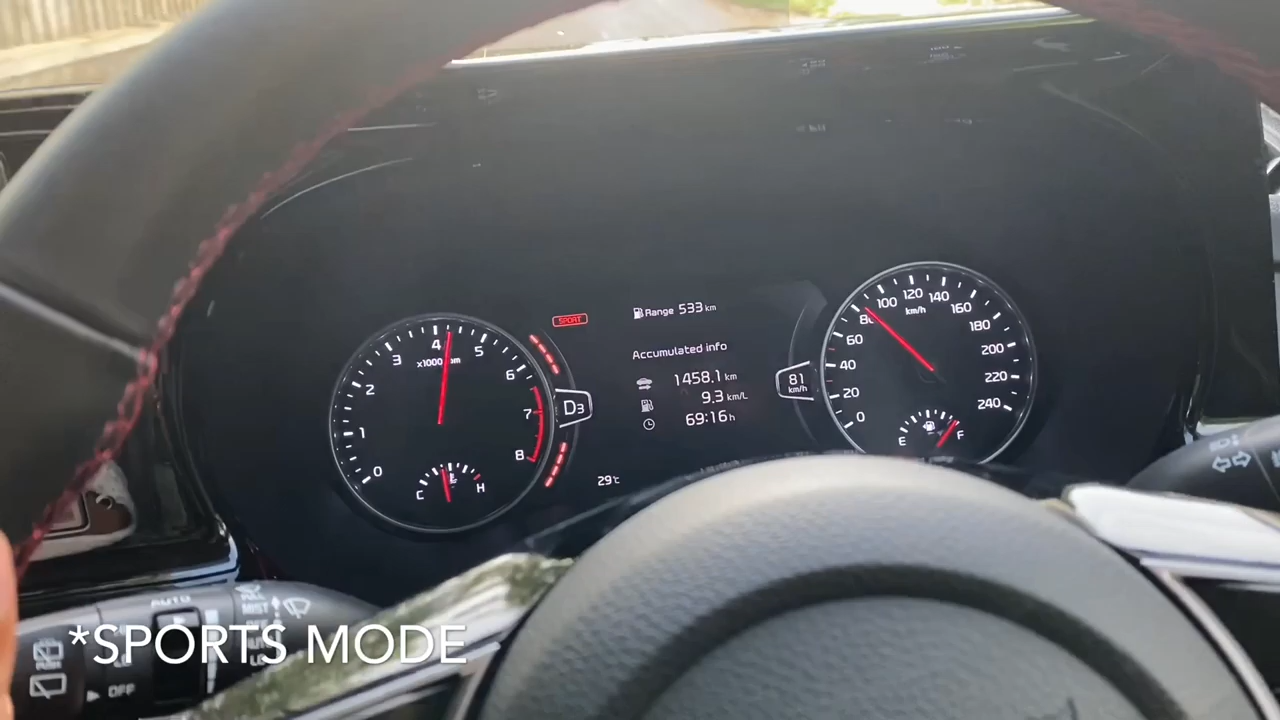 SPORT
Range 533 km
Accumulated info
1458.1 km
9.3 km/L
69:16 h
29℃
D3
81
km/h
0
1
2
3
4
5
6
7
8
x1000
C
H
0
20
40
60
80
100
120
140
160
180
200
220
240
km/h
E
F
AUTO
MIST
OFF
*SPORTS MODE